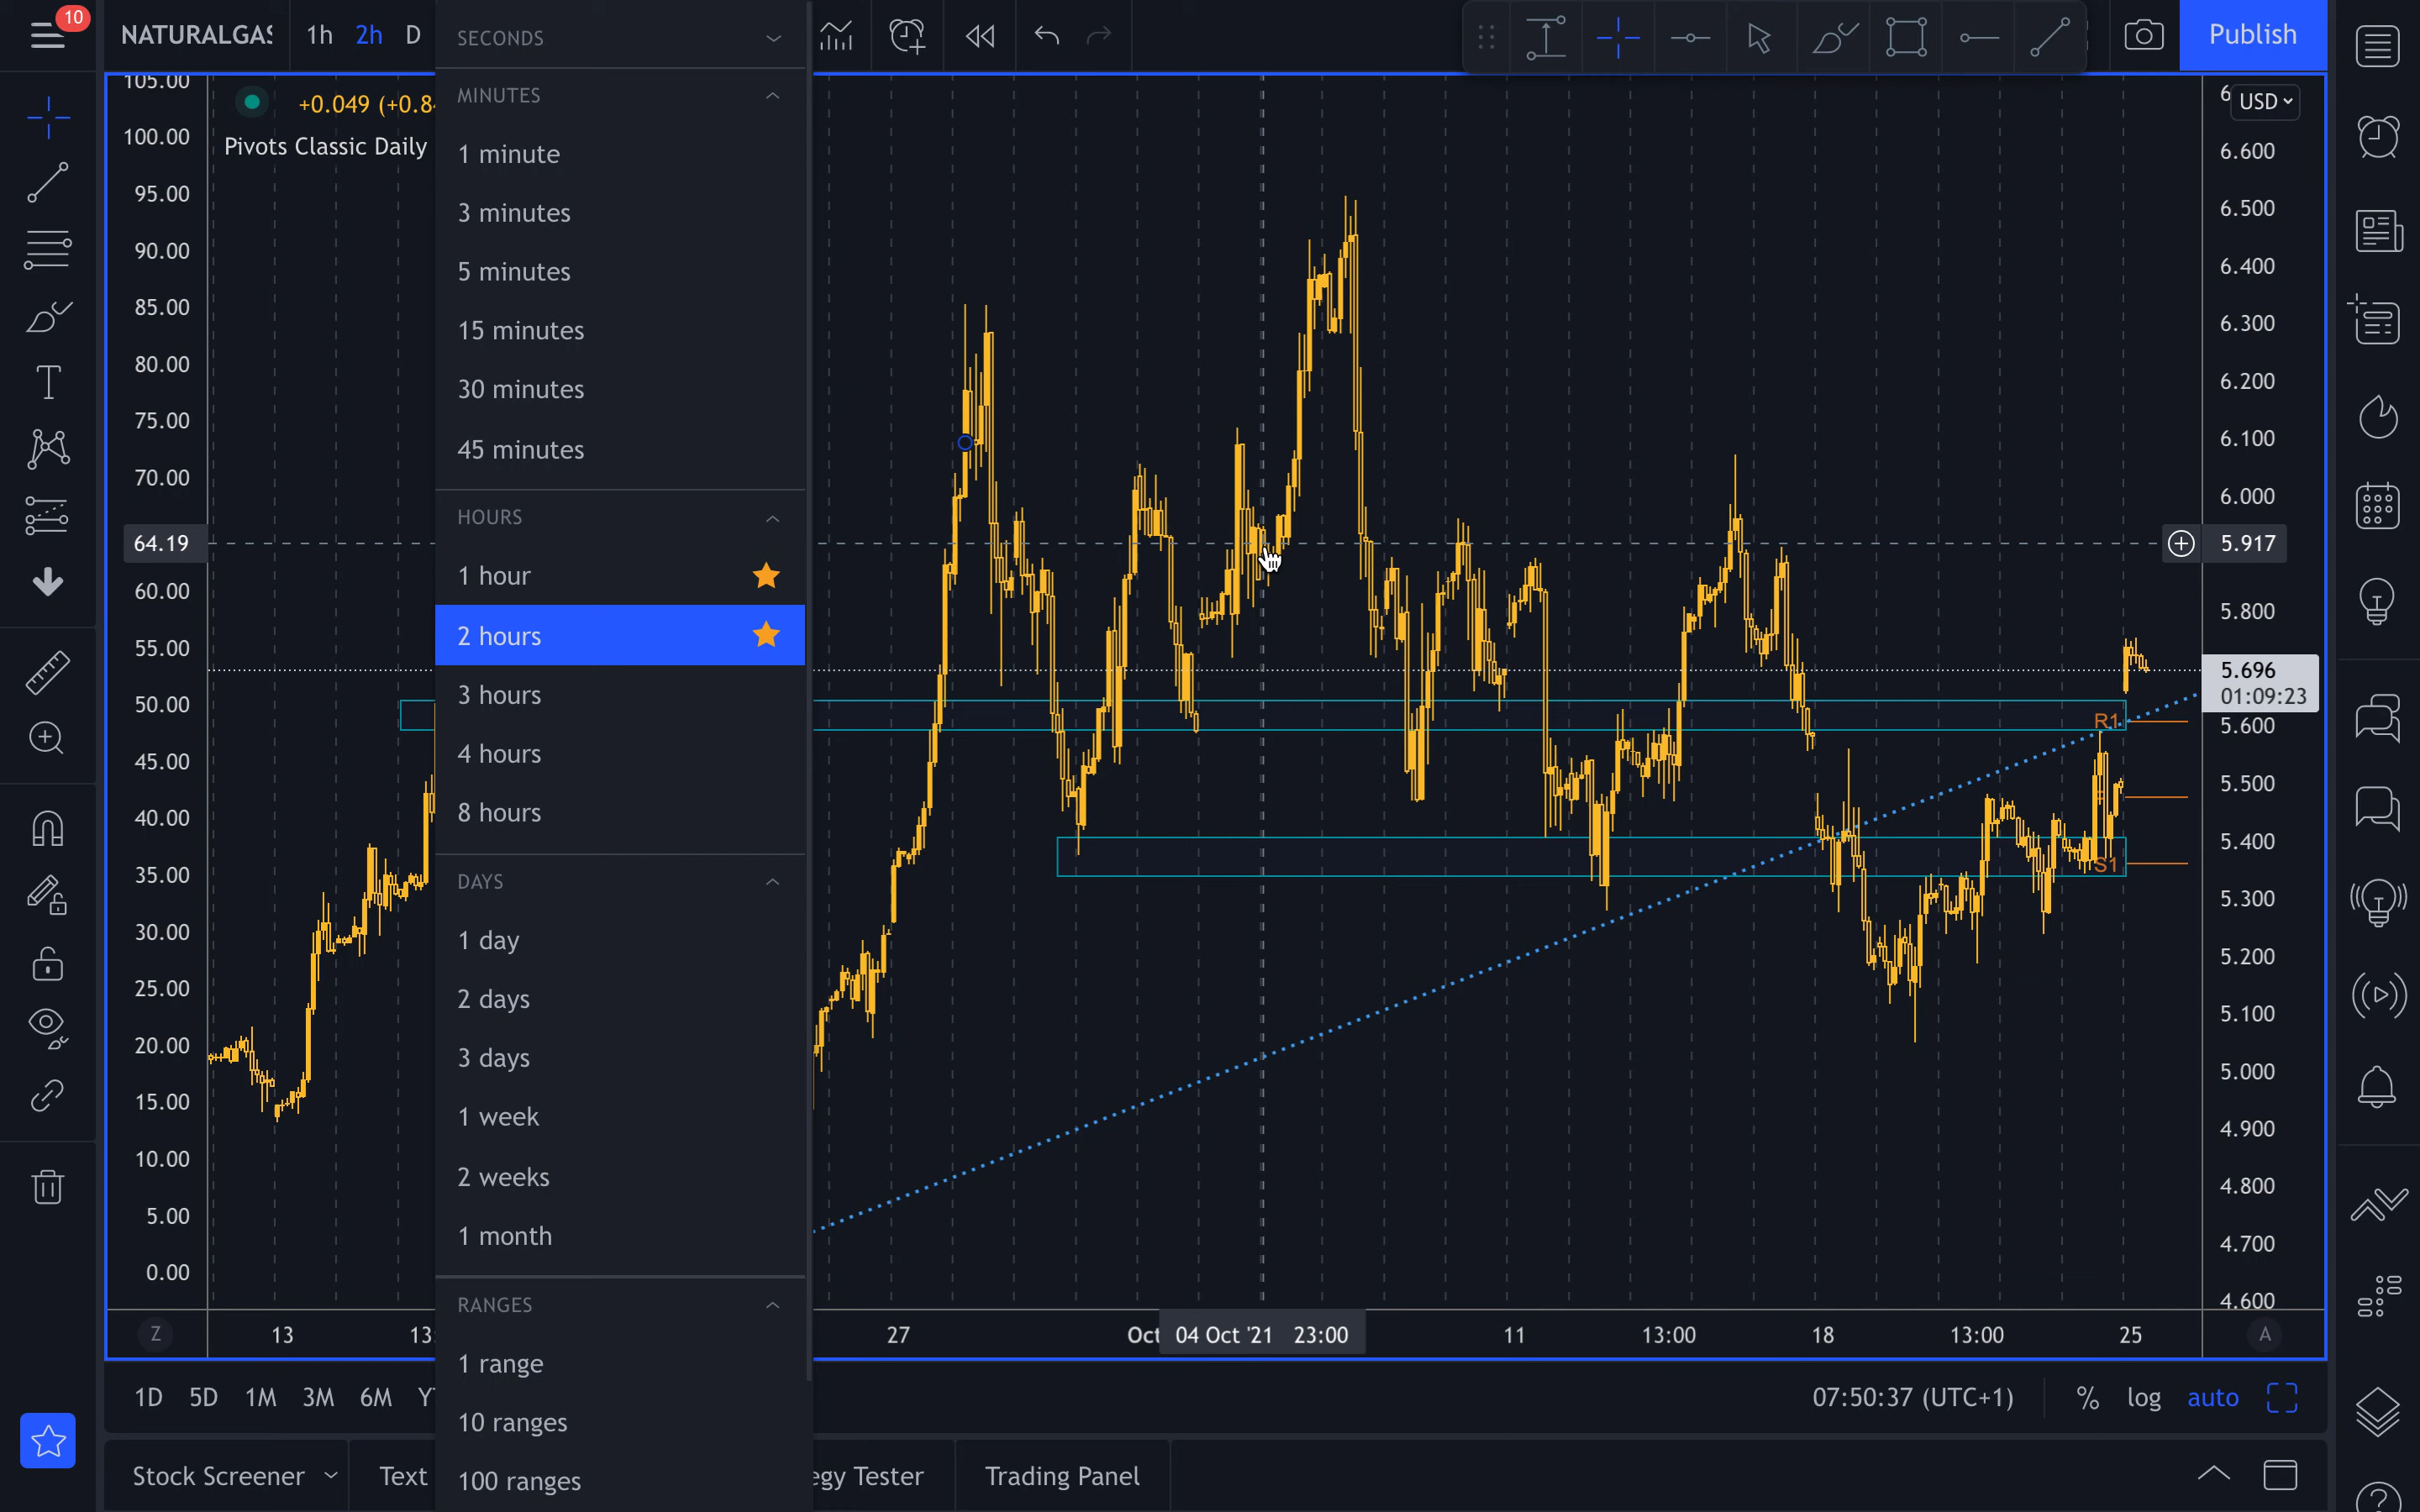 10
NATURALGAS
1h 2h D
Publish
+0.049 (+0.84
Pivots Classic Daily
USD
SECONDS
MINUTES
1 minute
3 minutes
5 minutes
15 minutes
30 minutes
45 minutes
HOURS
1 hour
2 hours
3 hours
4 hours
8 hours
DAYS
1 day
2 days
3 days
1 week
2 weeks
1 month
RANGES
1 range
10 ranges
100 ranges
105.00
100.00
95.00
90.00
85.00
80.00
75.00
70.00
64.19
60.00
55.00
50.00
45.00
40.00
35.00
30.00
25.00
20.00
15.00
10.00
5.00
0.00
6.600
6.500
6.400
6.300
6.200
6.100
6.000
5.917
5.800
5.696
01:09:23
5.600
5.500
5.400
5.300
5.200
5.100
5.000
4.900
4.800
4.700
4.600
R1
S1
Z 13 13: 27 Oct 04 Oct '21 23:00 11 13:00 18 13:00 25 A
1D 5D 1M 3M 6M Y
07:50:37 (UTC+1) % log auto
Stock Screener Text egy Tester Trading Panel